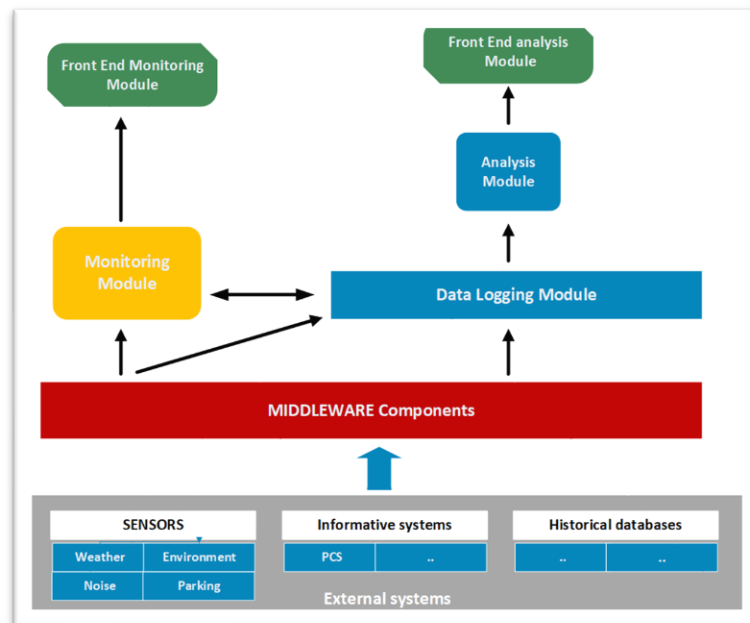 Front End Monitoring
Module
Front End analysis
Module
Analysis
Module
Monitoring
Module
Data Logging Module
MIDDLEWARE Components
SENSORS
Informative systems
Historical databases
Weather
Environment
PCS
..
..
..
Noise
Parking
External systems